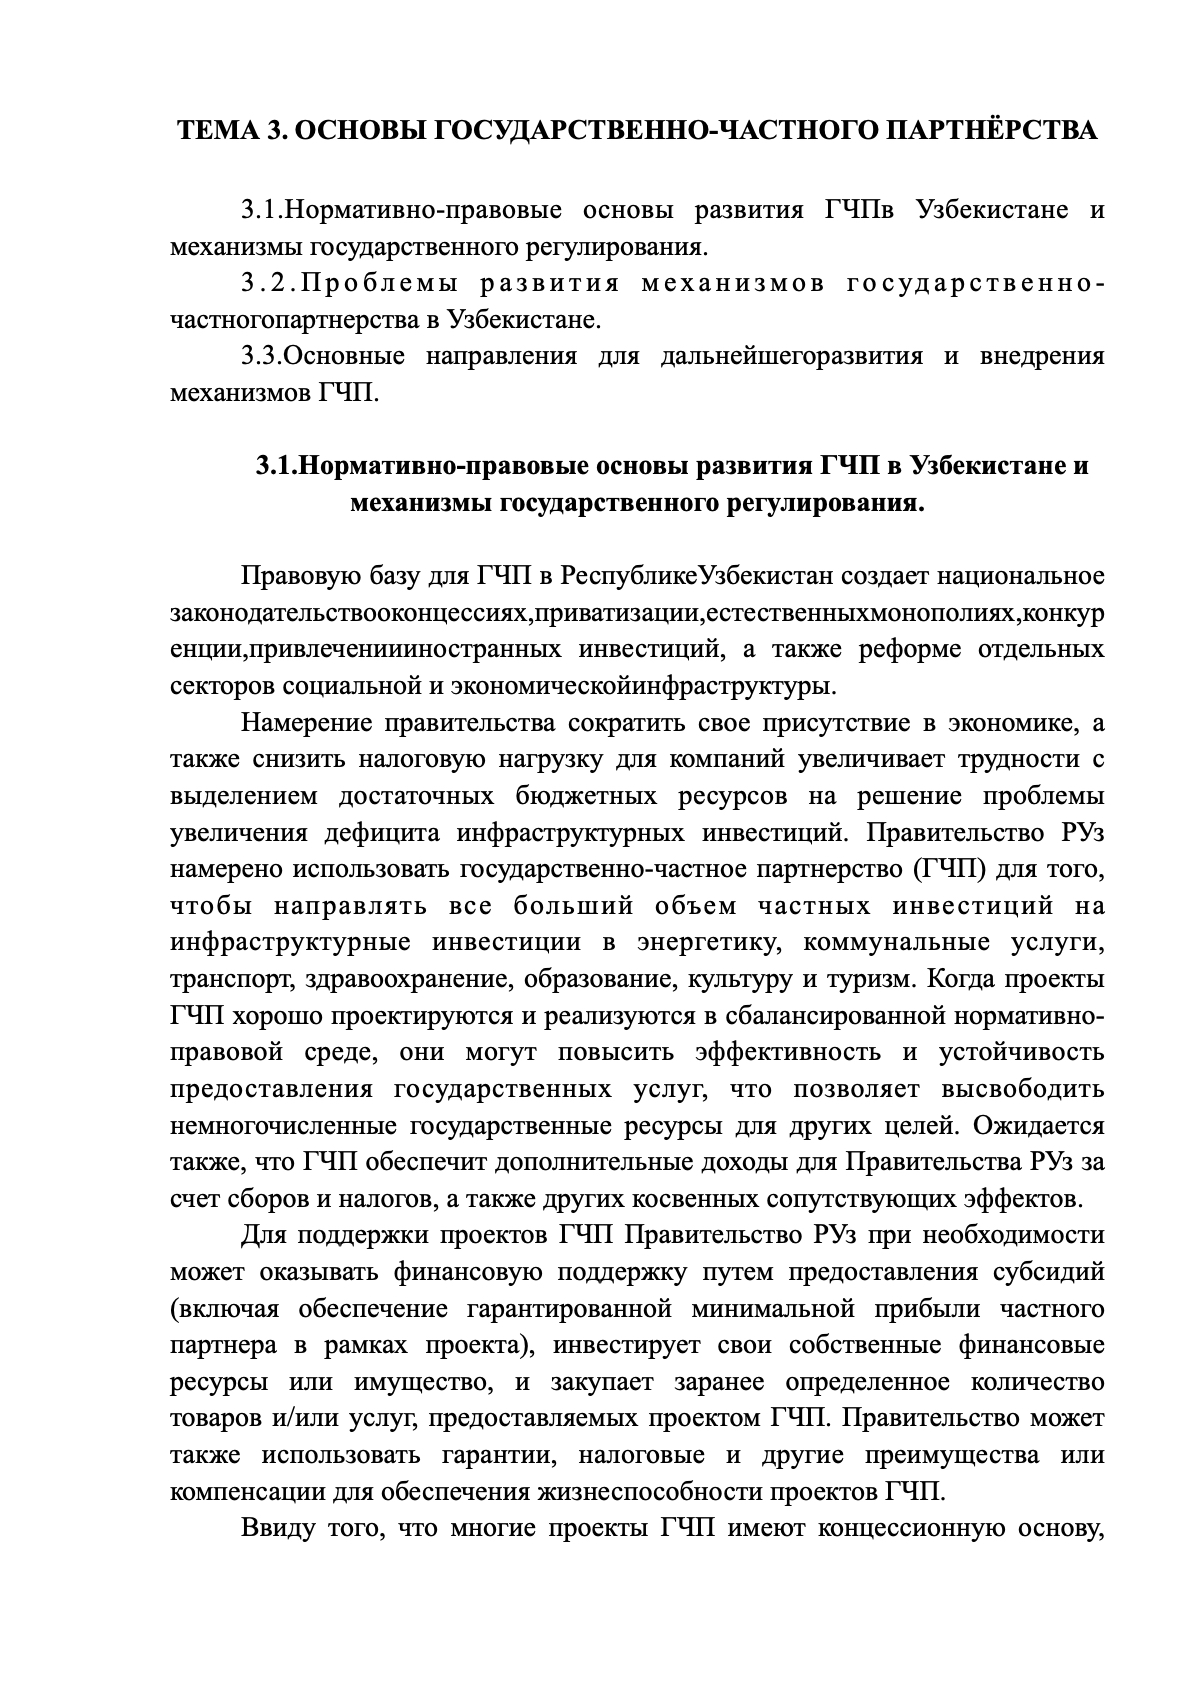 ТЕМА 3. ОСНОВЫ ГОСУДАРСТВЕННО-ЧАСТНОГО ПАРТНЁРСТВА
3.1.Нормативно-правовые основы развития ГЧПв Узбекистане и
механизмы государственного регулирования.
3.2.Проблемы развития механизмов государственно-
частногопартнерства в Узбекистане.
3.3.Основные направления для дальнейшегоразвития и внедрения
механизмов ГЧП.
3.1.Нормативно-правовые основы развития ГЧП в Узбекистане и
механизмы государственного регулирования.
Правовую базу для ГЧП в РеспубликеУзбекистан создает национальное
законодательствооконцессиях,приватизации,естественныхмонополиях,конкур
енции,привлеченииииностранных инвестиций, а также реформе отдельных
секторов социальной и экономическойинфраструктуры.
Намерение правительства сократить свое присутствие в экономике, а
также снизить налоговую нагрузку для компаний увеличивает трудности с
выделением достаточных бюджетных ресурсов на решение проблемы
увеличения дефицита инфраструктурных инвестиций. Правительство РУз
намерено использовать государственно-частное партнерство (ГЧП) для того,
чтобы направлять все больший объем частных инвестиций на
инфраструктурные инвестиции в энергетику, коммунальные услуги,
транспорт, здравоохранение, образование, культуру и туризм. Когда проекты
ГЧП хорошо проектируются и реализуются в сбалансированной нормативно-
правовой среде, они могут повысить эффективность и устойчивость
предоставления государственных услуг, что позволяет высвободить
немногочисленные государственные ресурсы для других целей. Ожидается
также, что ГЧП обеспечит дополнительные доходы для Правительства РУз за
счет сборов и налогов, а также других косвенных сопутствующих эффектов.
Для поддержки проектов ГЧП Правительство РУз при необходимости
может оказывать финансовую поддержку путем предоставления субсидий
(включая обеспечение гарантированной минимальной прибыли частного
партнера в рамках проекта), инвестирует свои собственные финансовые
ресурсы или имущество, и закупает заранее определенное количество
товаров и/или услуг, предоставляемых проектом ГЧП. Правительство может
также использовать гарантии, налоговые и другие преимущества или
компенсации для обеспечения жизнеспособности проектов ГЧП.
Ввиду того, что многие проекты ГЧП имеют концессионную основу,